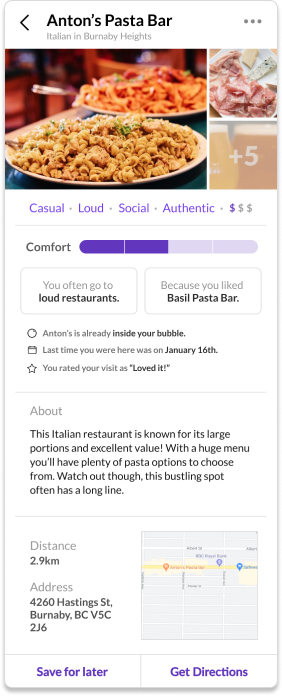 Anton's Pasta Bar
Italian in Burnaby Heights
+5
Casual · Loud · Social · Authentic · $ $ $
Comfort
You often go to
loud restaurants.
Because you liked
Basil Pasta Bar.
Anton's is already inside your bubble.
Last time you were here was on January 16th.
You rated your visit as “Loved it!”
About
This Italian restaurant is known for its large
portions and excellent value! With a huge menu
you'll have plenty of pasta options to choose
from. Watch out though, this bustling spot
often has a long line.
Distance
2.9km
Address
4260 Hastings St,
Burnaby, BC V5C
2J6
Albert St
RBC Royal Bank
Anton's Pasta bar
Save for later
Get Directions